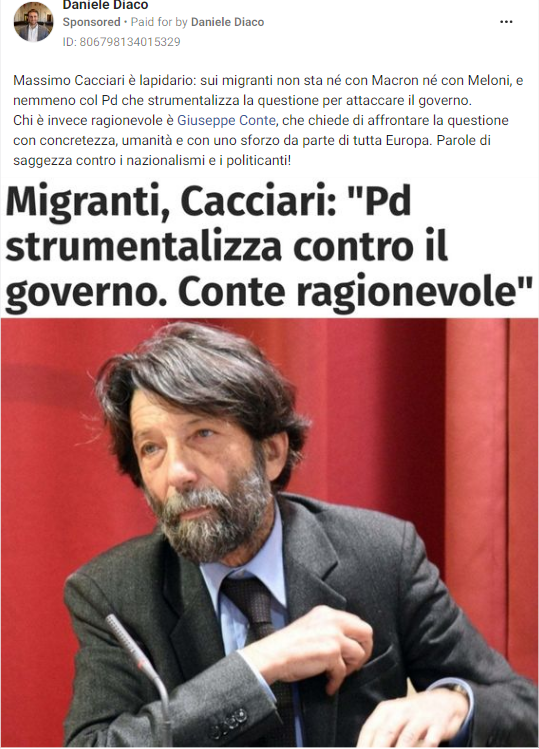 Daniele Diaco
Sponsored • Paid for by Daniele Diaco
ID: 806798134015329
Massimo Cacciari è lapidario: sui migranti non sta né con Macron né con Meloni, e
nemmeno col Pd che strumentalizza la questione per attaccare il governo.
Chi è invece ragionevole è Giuseppe Conte, che chiede di affrontare la questione
con concretezza, umanità e con uno sforzo da parte di tutta Europa. Parole di
saggezza contro i nazionalismi e i politicanti!
Migranti, Cacciari: "Pd
strumentalizza contro il
governo. Conte ragionevole"